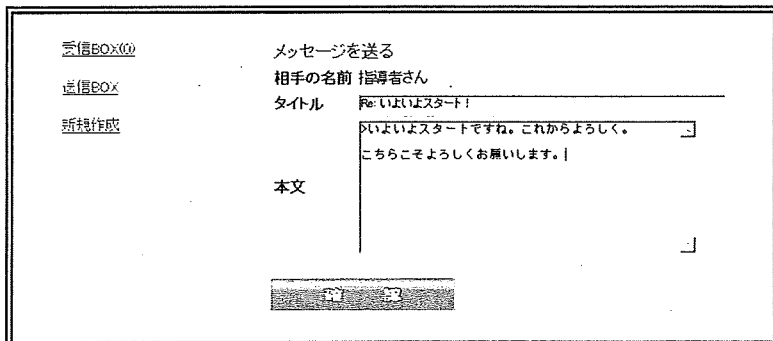 受信BOX(0)
送信BOX
新規作成
メッセージを送る
相手の名前 指導者さん
タイトル Re: いよいよスタート！
本文
>いよいよスタートですね。これからよろしく。
こちらこそよろしくお願いします。
確 認